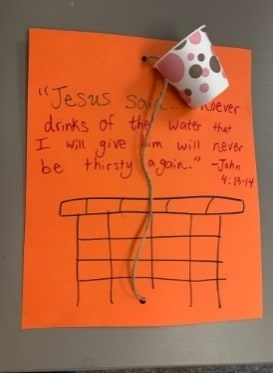 "Jesus
drinks of the water that
I will give will never
be thirsty again." -John
4:13-14